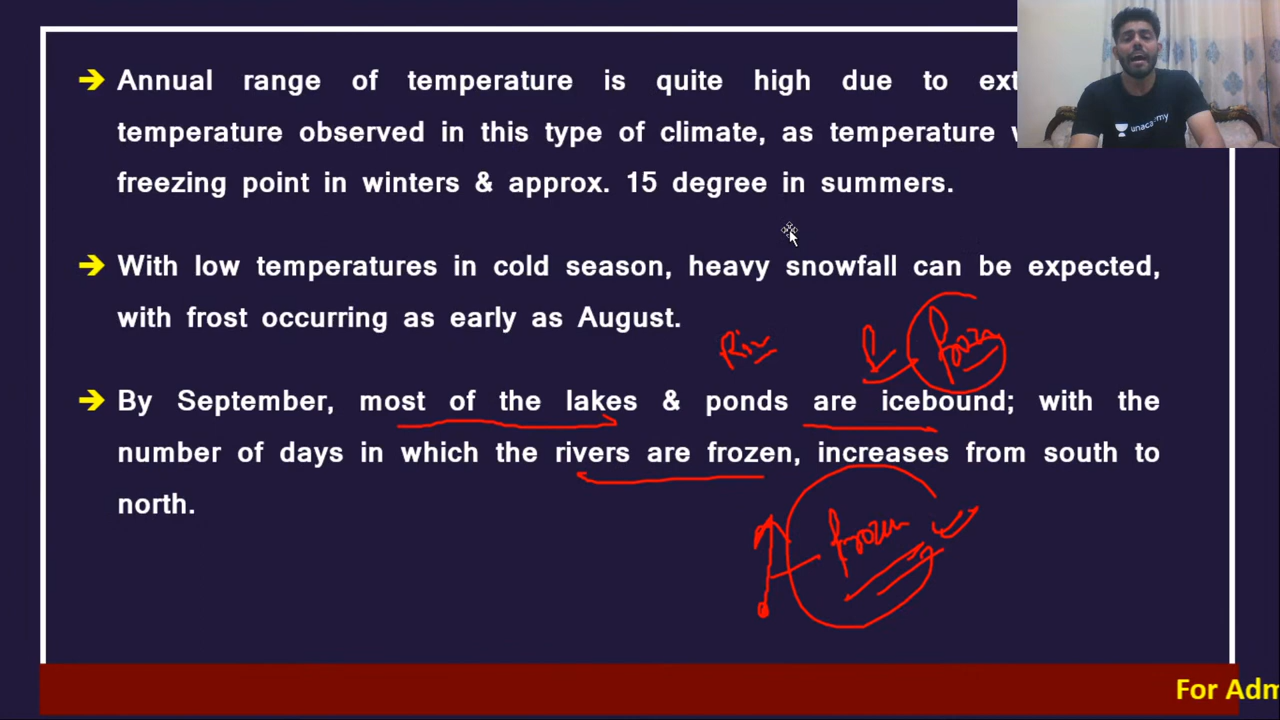 Annual range of temperature is quite high due to
temperature observed in this type of climate, as temperature
freezing point in winters & approx. 15 degree in summers.
unacademy
With low temperatures in cold season, heavy snowfall can be expected,
with frost occurring as early as August.
Riv
frozen
By September, most of the lakes & ponds are icebound; with the
number of days in which the rivers are frozen, increases from south to
north.
frozen
For Adm